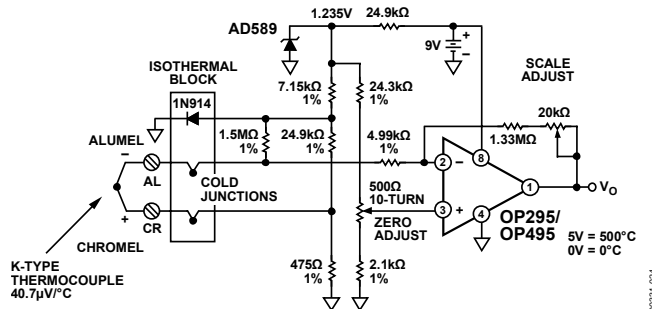 1.235V
24.9kΩ
AD589
9V
+
–
ISOTHERMAL
BLOCK
1N914
7.15kΩ
1%
24.3kΩ
1%
SCALE
ADJUST
ALUMEL
1.5MΩ
1%
24.9kΩ
1%
4.99kΩ
1%
1.33MΩ
20kΩ
–
AL
COLD
JUNCTIONS
500Ω
10-TURN
ZERO
ADJUST
2
–
8
1
VO
3
+
4
OP295/
OP495
5V = 500°C
0V = 0°C
+
CR
CHROMEL
K-TYPE
THERMOCOUPLE
40.7µV/°C
475Ω
1%
2.1kΩ
1%